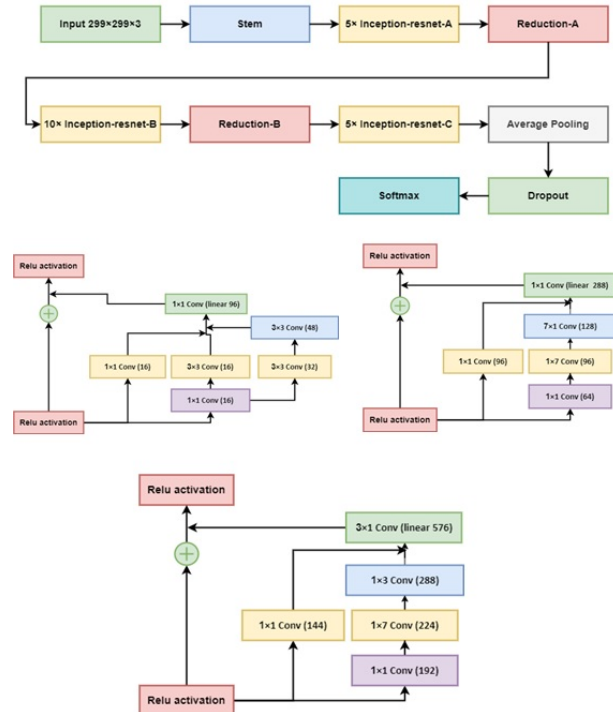 Input 299×299×3
Stem
5× Inception-resnet-A
Reduction-A
10× Inception-resnet-B
Reduction-B
5× Inception-resnet-C
Average Pooling
Softmax
Dropout
Relu activation
1×1 Conv (linear 96)
3×3 Conv (48)
1×1 Conv (16)
3×3 Conv (16)
3×3 Conv (32)
1×1 Conv (16)
Relu activation
Relu activation
1×1 Conv (linear 288)
7×1 Conv (128)
1×1 Conv (96)
1×7 Conv (96)
1×1 Conv (64)
Relu activation
Relu activation
3×1 Conv (linear 576)
1×3 Conv (288)
1×1 Conv (144)
1×7 Conv (224)
1×1 Conv (192)
Relu activation